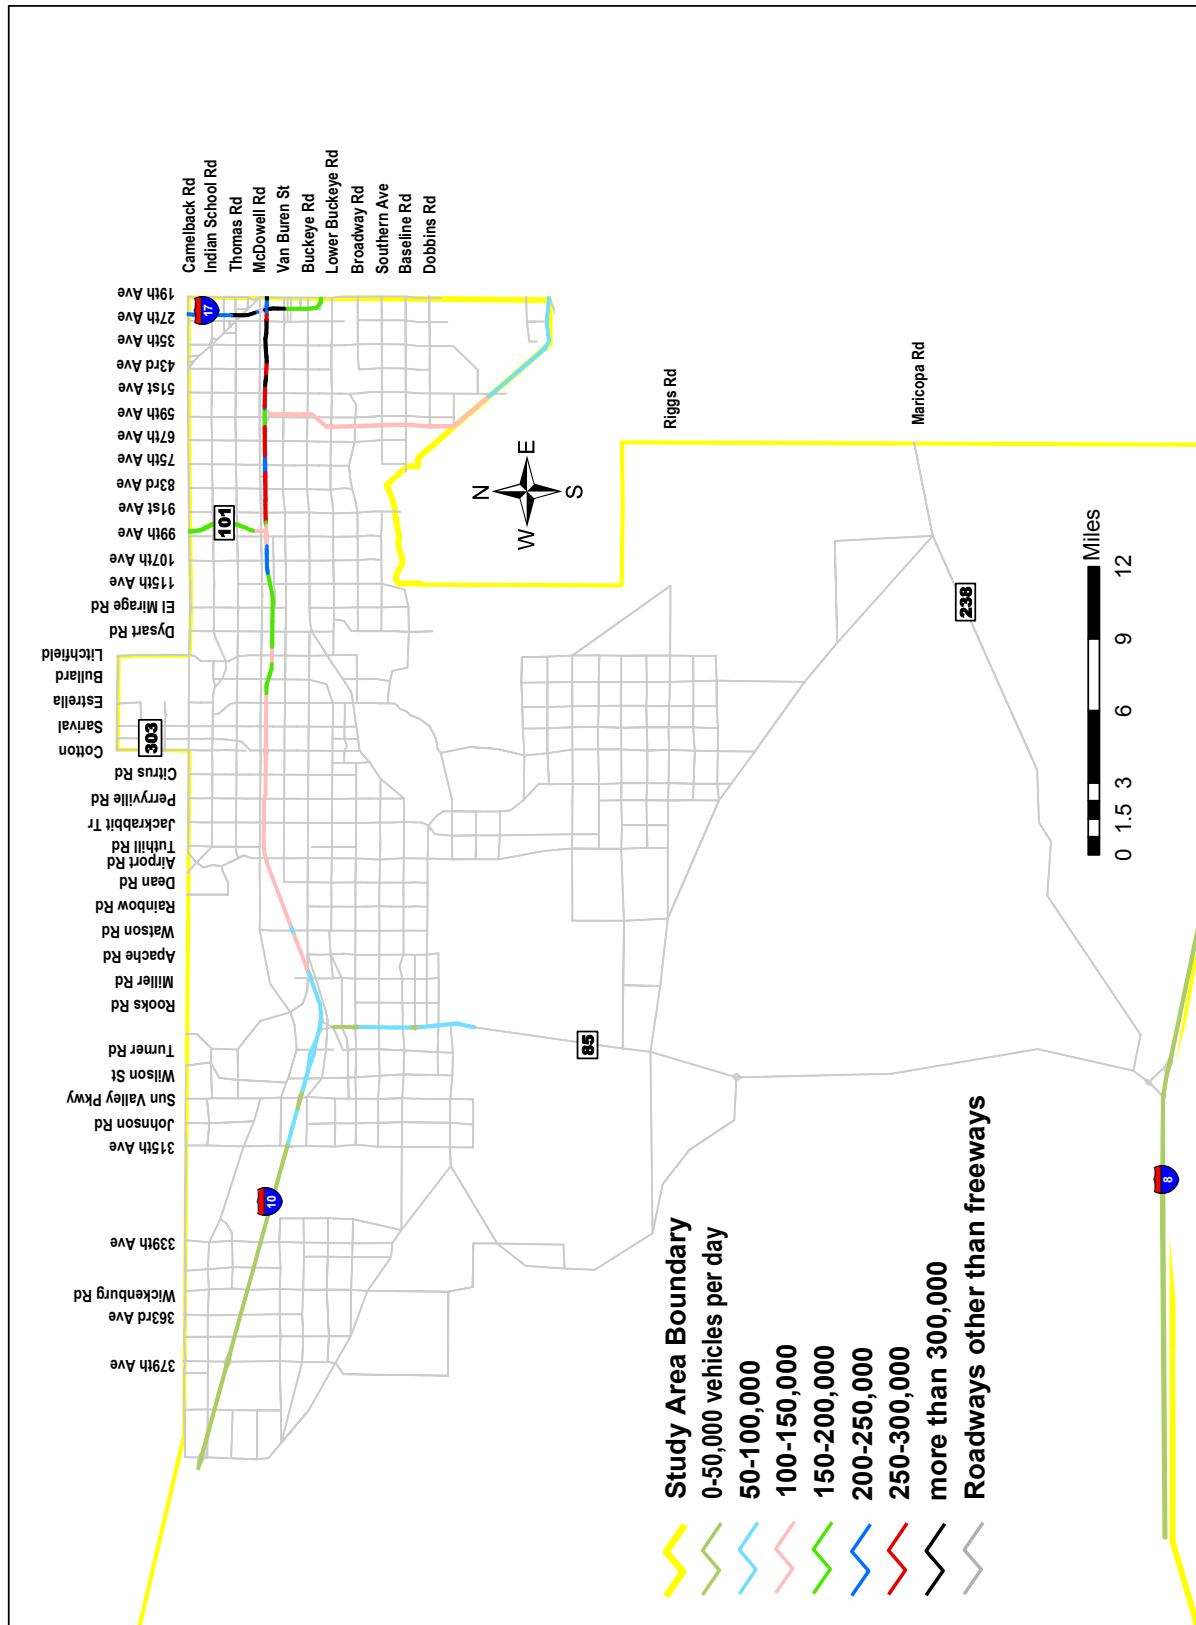 Camelback Rd
Indian School Rd
Thomas Rd
McDowell Rd
Van Buren St
Buckeye Rd
Lower Buckeye Rd
Broadway Rd
Southern Ave
Baseline Rd
Dobbins Rd
19th Ave
27th Ave
35th Ave
43rd Ave
51st Ave
59th Ave
67th Ave
75th Ave
83rd Ave
91st Ave
99th Ave
107th Ave
115th Ave
El Mirage Rd
Dysart Rd
Litchfield
Bullard
Estrella
Sarival
Cotton
Citrus Rd
Perryville Rd
Jackrabbit Tr
Tuthill Rd
Airport Rd
Dean Rd
Rainbow Rd
Watson Rd
Apache Rd
Miller Rd
Rooks Rd
Turner Rd
Wilson St
Sun Valley Pkwy
Johnson Rd
315th Ave
339th Ave
Wickenburg Rd
363rd Ave
379th Ave
17
101
303
10
85
238
8
Riggs Rd
Maricopa Rd
N
E
S
W
0 1.5 3 6 9 12
Miles
Study Area Boundary
0-50,000 vehicles per day
50-100,000
100-150,000
150-200,000
200-250,000
250-300,000
more than 300,000
Roadways other than freeways